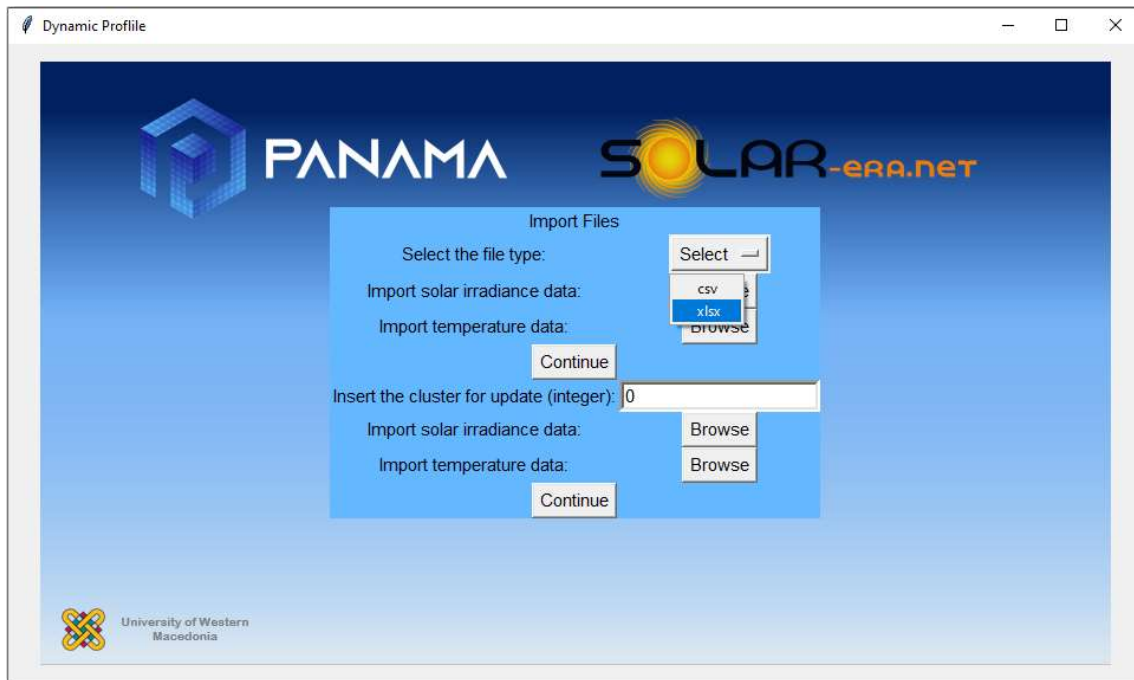 Dynamic Proflile
PANAMA
SOLAR-ERA.NET
Import Files
Select the file type: Select
csv
Import solar irradiance data:
xlsx
Import temperature data: Browse
Continue
Insert the cluster for update (integer): 0
Import solar irradiance data: Browse
Import temperature data: Browse
Continue
University of Western
Macedonia